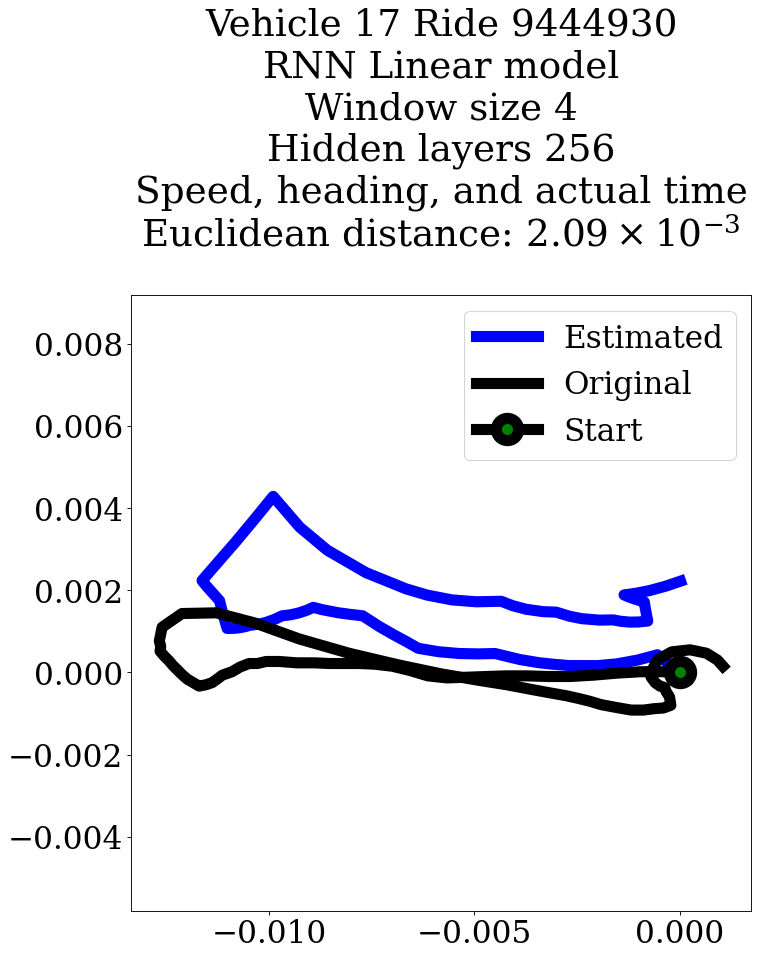 Vehicle 17 Ride 9444930
RNN Linear model
Window size 4
Hidden layers 256
Speed, heading, and actual time
Euclidean distance: 2.09 × 10⁻³
Estimated
Original
Start
0.008
0.006
0.004
0.002
0.000
−0.002
−0.004
−0.010
−0.005
0.000